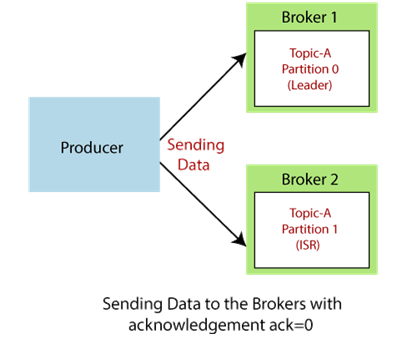 Broker 1
Topic-A
Partition 0
(Leader)
Producer
Sending
Data
Broker 2
Topic-A
Partition 1
(ISR)
Sending Data to the Brokers with
acknowledgement ack=0